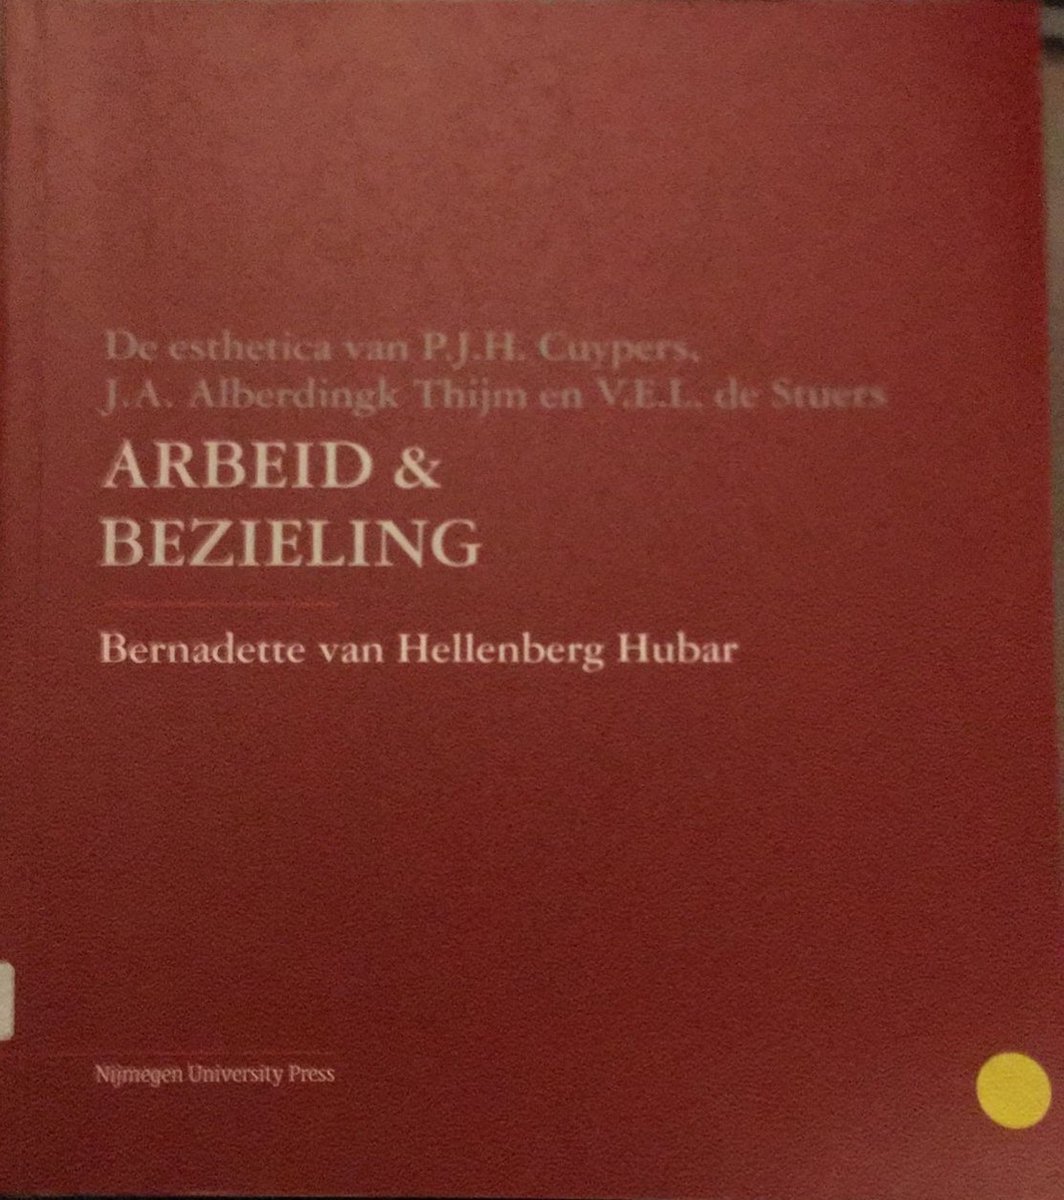 De esthetica van P.J.H. Cuypers,
J.A. Alberdingk Thijm en V.E.L. de Stuers
ARBEID &
BEZIELING
Bernadette van Hellenberg Hubar
Nijmegen University Press